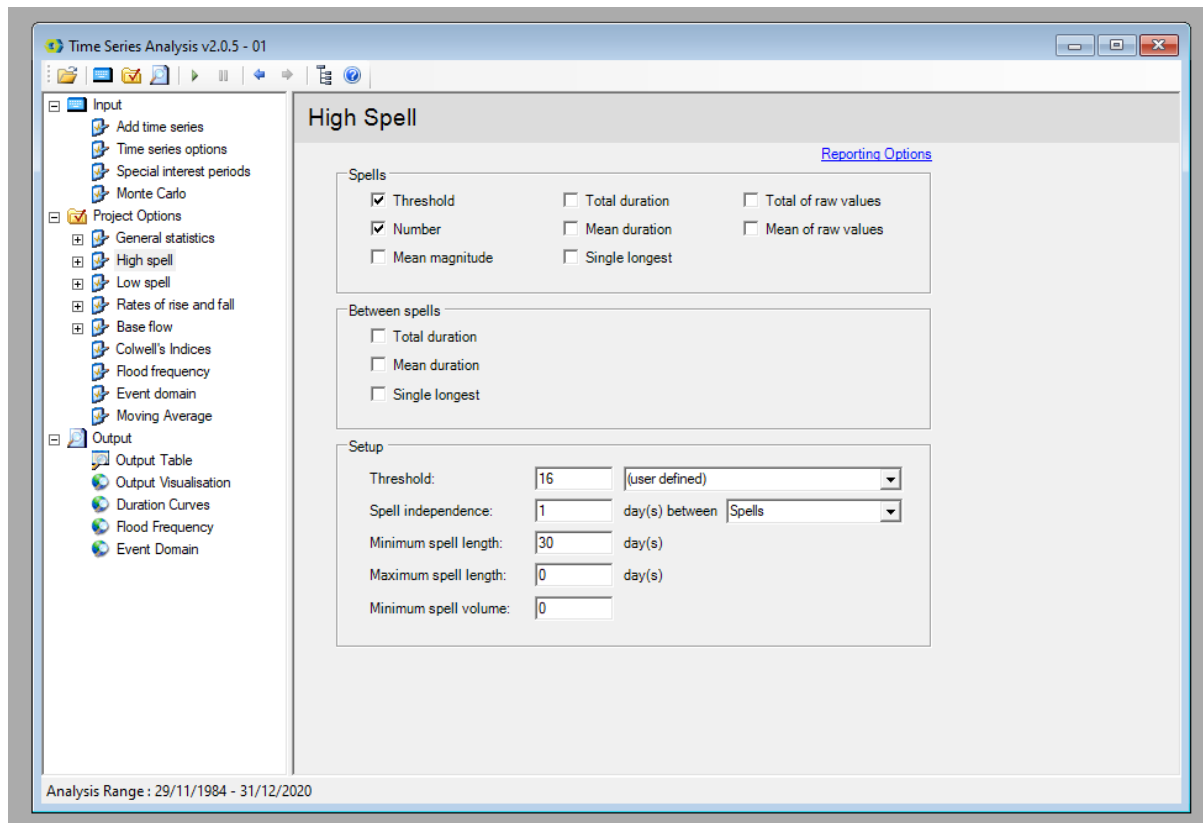 Time Series Analysis v2.0.5 - 01
Input
Add time series
Time series options
Special interest periods
Monte Carlo
Project Options
General statistics
High spell
Low spell
Rates of rise and fall
Base flow
Colwell's Indices
Flood frequency
Event domain
Moving Average
Output
Output Table
Output Visualisation
Duration Curves
Flood Frequency
Event Domain
High Spell
Reporting Options
Spells
Threshold Total duration Total of raw values
Number Mean duration Mean of raw values
Mean magnitude Single longest
Between spells
Total duration
Mean duration
Single longest
Setup
Threshold: 16 (user defined)
Spell independence: 1 day(s) between Spells
Minimum spell length: 30 day(s)
Maximum spell length: 0 day(s)
Minimum spell volume: 0
Analysis Range : 29/11/1984 - 31/12/2020